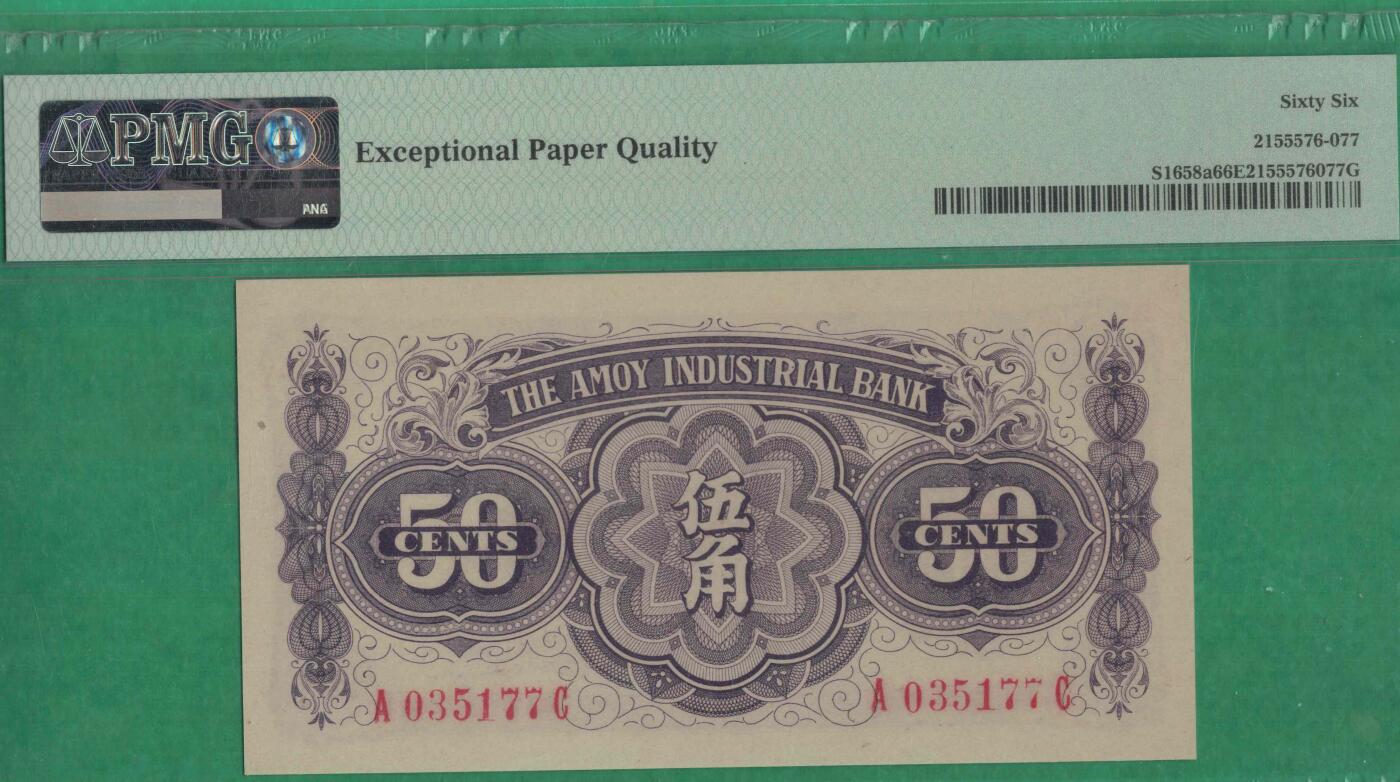 PMG
ANA
Exceptional Paper Quality
Sixty Six
2155576-077
S1658a66E2155576077G
THE AMOY INDUSTRIAL BANK
50
CENTS
伍角
50
CENTS
A 035177 C
A 035177 C